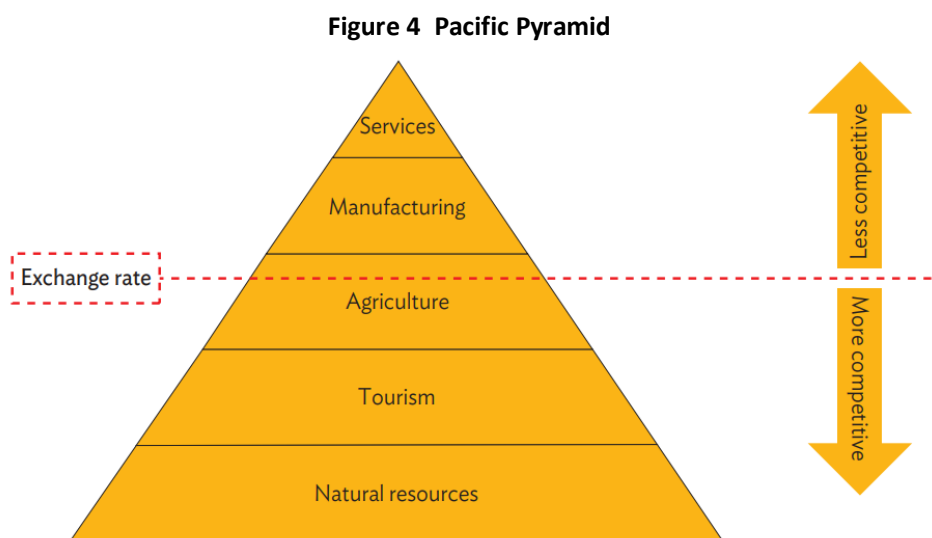 Figure 4 Pacific Pyramid
Services
Manufacturing
Exchange rate
Agriculture
Tourism
Natural resources
Less competitive
More competitive